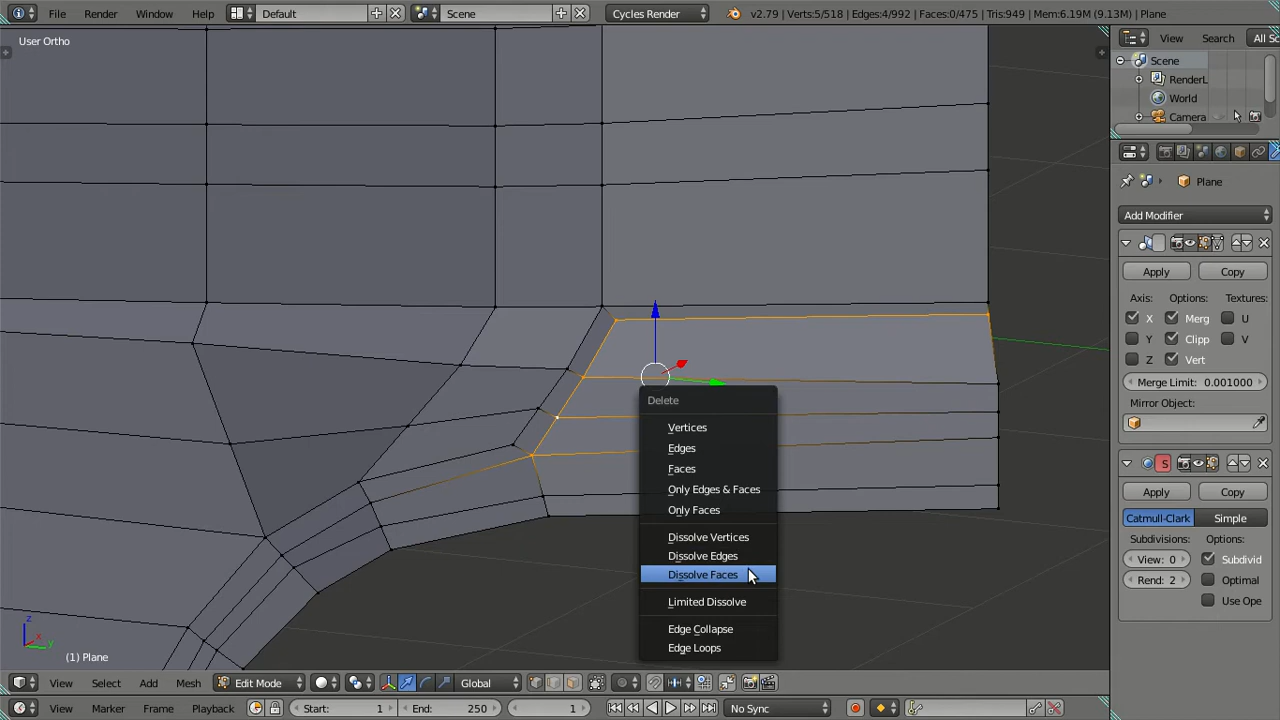 File Render Window Help Default Scene Cycles Render v2.79 | Verts:5/518 | Edges:4/992 | Faces:0/475 | Tris:949 | Mem:6.19M (9.13M) | Plane
User Ortho
View Search All Sc
Scene
RenderL
World
Camera
Plane
Add Modifier
Apply Copy
Axis: Options: Textures:
X Merg U
Y Clipp V
Z Vert
Merge Limit: 0.001000
Mirror Object:
S
Apply Copy
Catmull-Clark Simple
Subdivisions: Options:
View: 0 Subdivid
Rend: 2 Optimal
Use Ope
Delete
Vertices
Edges
Faces
Only Edges & Faces
Only Faces
Dissolve Vertices
Dissolve Edges
Dissolve Faces
Limited Dissolve
Edge Collapse
Edge Loops
z
x
y
(1) Plane
View Select Add Mesh Edit Mode Global
View Marker Frame Playback Start: 1 End: 250 1 No Sync